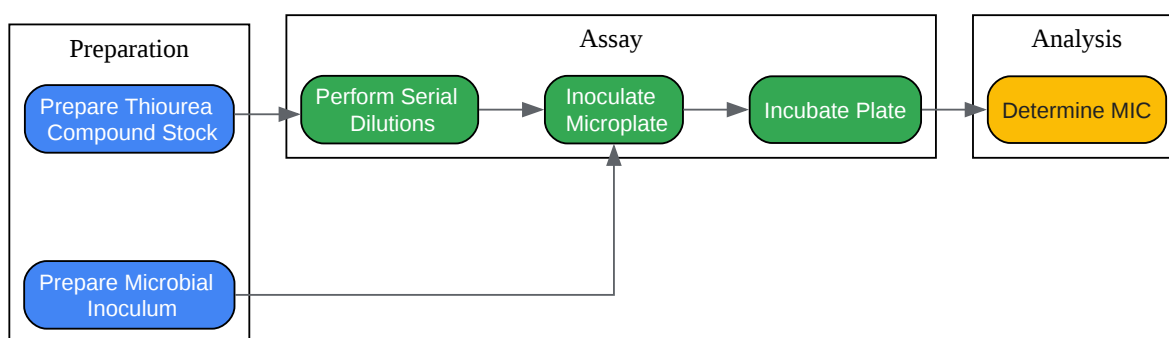 Preparation
Prepare Thiourea
Compound Stock
Prepare Microbial
Inoculum
Assay
Perform Serial
Dilutions
Inoculate
Microplate
Incubate Plate
Analysis
Determine MIC